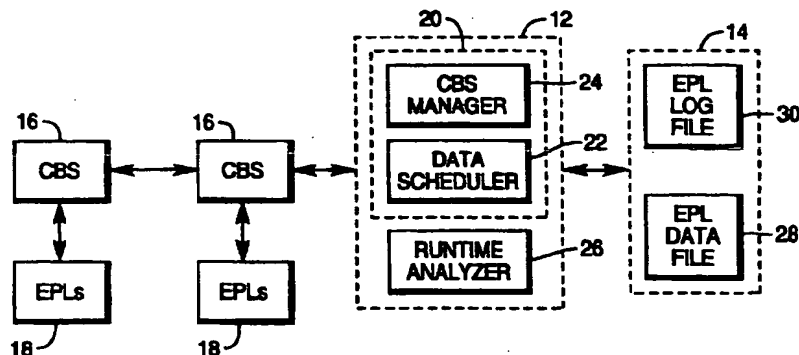 20
12
14
CBS
MANAGER
24
EPL
LOG
FILE
30
16
16
CBS
CBS
DATA
SCHEDULER
22
EPL
DATA
FILE
28
RUNTIME
ANALYZER
26
EPLs
EPLs
18
18